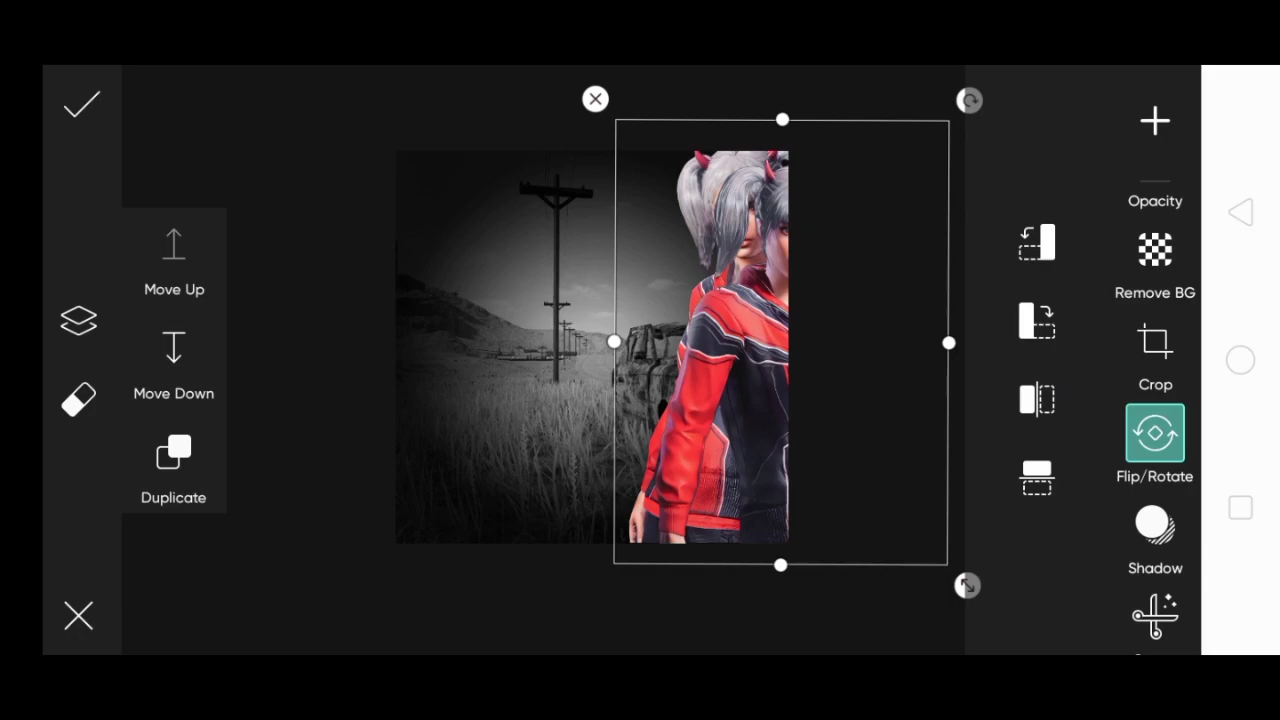 Move Up
Move Down
Duplicate
Opacity
Remove BG
Crop
Flip/Rotate
Shadow